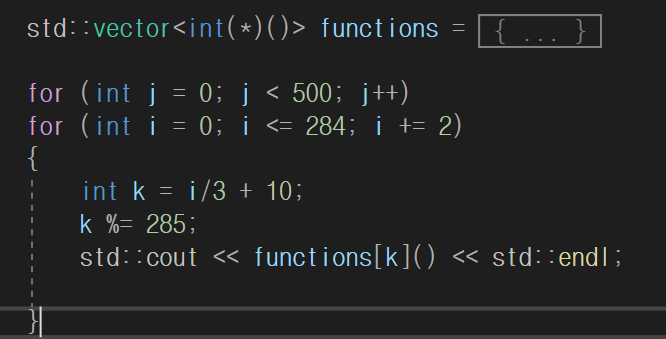 std::vector<int(*)()> functions = { ... }
for (int j = 0; j < 500; j++)
for (int i = 0; i <= 284; i += 2)
{
int k = i/3 + 10;
k %= 285;
std::cout << functions[k]() << std::endl;
}